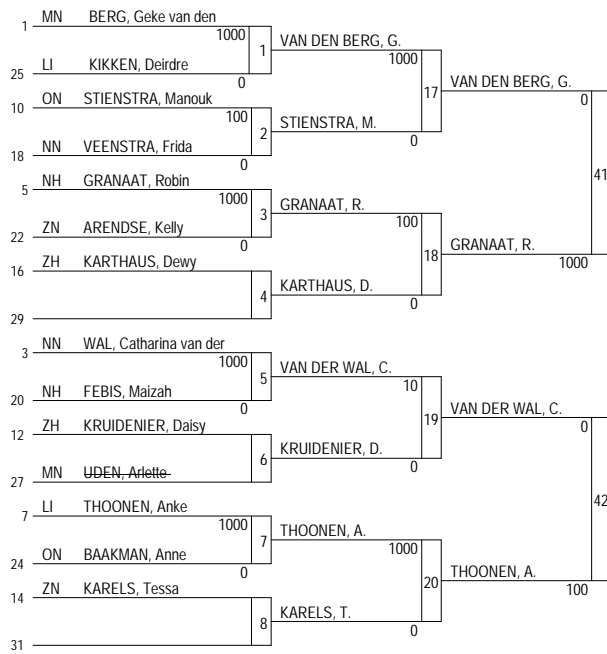 MN BERG, Geke van den
1
1000
1
VAN DEN BERG, G.
1000
LI KIKKEN, Deirdre
25
0
17
VAN DEN BERG, G.
0
ON STIENSTRA, Manouk
10
100
2
STIENSTRA, M.
0
NN VEENSTRA, Frida
18
0
41
NH GRANAAT, Robin
5
1000
3
GRANAAT, R.
100
ZN ARENDSE, Kelly
22
0
18
GRANAAT, R.
1000
ZH KARTHAUS, Dewy
16
4
KARTHAUS, D.
0
29
NN WAL, Catharina van der
3
1000
5
VAN DER WAL, C.
10
NH FEBIS, Maizah
20
0
19
VAN DER WAL, C.
0
ZH KRUIDENIER, Daisy
12
6
KRUIDENIER, D.
0
MN UDEN, Arlette
27
42
LI THOONEN, Anke
7
1000
7
THOONEN, A.
1000
ON BAAKMAN, Anne
24
0
20
THOONEN, A.
100
ZN KARELS, Tessa
14
8
KARELS, T.
0
31